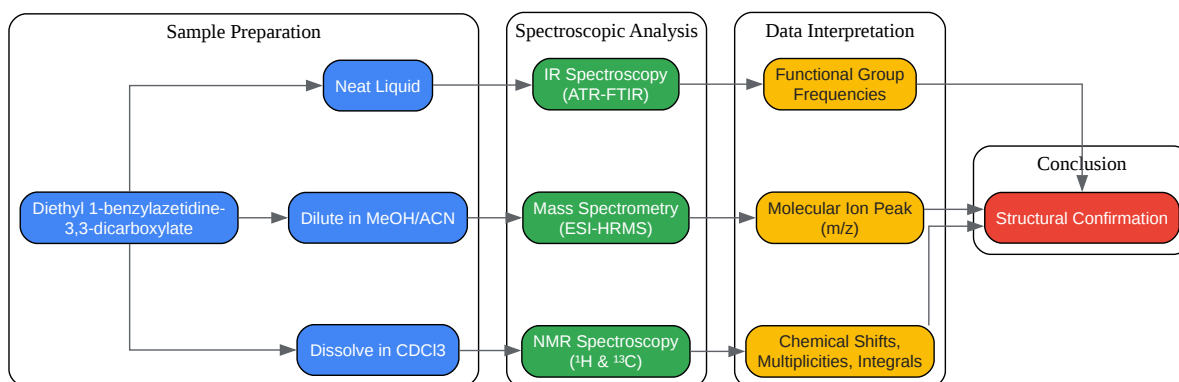 Sample Preparation
Spectroscopic Analysis
Data Interpretation
Neat Liquid
IR Spectroscopy
(ATR-FTIR)
Functional Group
Frequencies
Conclusion
Diethyl 1-benzylazetidine-
3,3-dicarboxylate
Dilute in MeOH/ACN
Mass Spectrometry
(ESI-HRMS)
Molecular Ion Peak
(m/z)
Structural Confirmation
Dissolve in CDCl3
NMR Spectroscopy
(¹H & ¹³C)
Chemical Shifts,
Multiplicities, Integrals